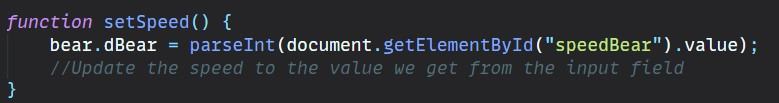 function setSpeed() {
    bear.dBear = parseInt(document.getElementById("speedBear").value);
    //Update the speed to the value we get from the input field
}